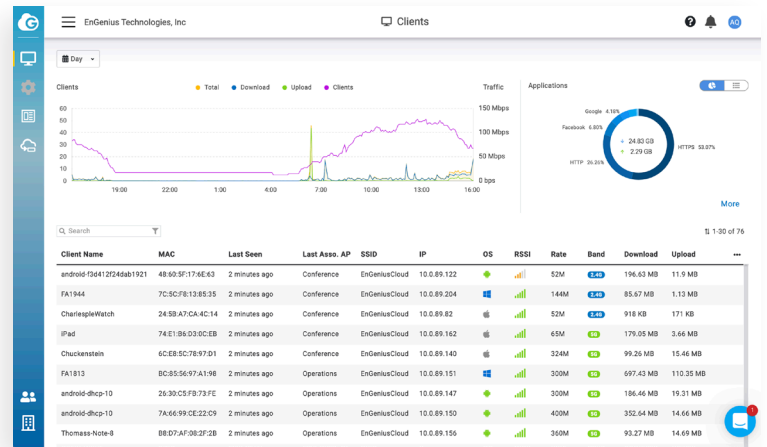 EnGenius Technologies, Inc
Clients
AQ
Day
Clients
Total Download Upload Clients
Traffic
Applications
60
50
40
30
20
10
0
150 Mbps
100 Mbps
50 Mbps
0 bps
19:00 22:00 1:00 4:00 7:00 10:00 13:00 16:00
Google 4.18%
Facebook 6.80%
HTTP 26.26%
HTTPS 53.07%
24.83 GB
2.29 GB
More
Search
1-30 of 76
Client Name MAC Last Seen Last Asso. AP SSID IP OS RSSI Rate Band Download Upload
android-f3d412f24dab1921 48:60:5F:17:6E:63 2 minutes ago Conference EnGeniusCloud 10.0.89.122 52M 2.4G 196.63 MB 11.9 MB
FA1944 7C:5C:F8:13:85:35 2 minutes ago Conference EnGeniusCloud 10.0.89.204 144M 2.4G 85.67 MB 1.13 MB
CharlespleWatch 24:5B:A7:CA:4C:14 2 minutes ago Conference EnGeniusCloud 10.0.89.82 52M 2.4G 918 KB 171 KB
iPad 74:E1:B6:D3:0C:EB 2 minutes ago Conference EnGeniusCloud 10.0.89.162 65M 5G 179.05 MB 3.66 MB
Chuckenstein 6C:E8:5C:78:97:D1 2 minutes ago Conference EnGeniusCloud 10.0.89.140 324M 5G 99.26 MB 15.46 MB
FA1813 BC:85:56:97:A1:98 2 minutes ago Operations EnGeniusCloud 10.0.89.151 300M 5G 697.43 MB 110.35 MB
android-dhcp-10 26:30:C5:FB:73:FE 2 minutes ago Operations EnGeniusCloud 10.0.89.147 300M 5G 186.46 MB 19.31 MB
android-dhcp-10 7A:66:99:CE:22:C9 2 minutes ago Operations EnGeniusCloud 10.0.89.150 400M 5G 352.64 MB 14.66 MB
Thomass-Note-8 B8:D7:AF:08:2F:2B 2 minutes ago Operations EnGeniusCloud 10.0.89.156 360M 5G 93.27 MB 14.69 MB
1